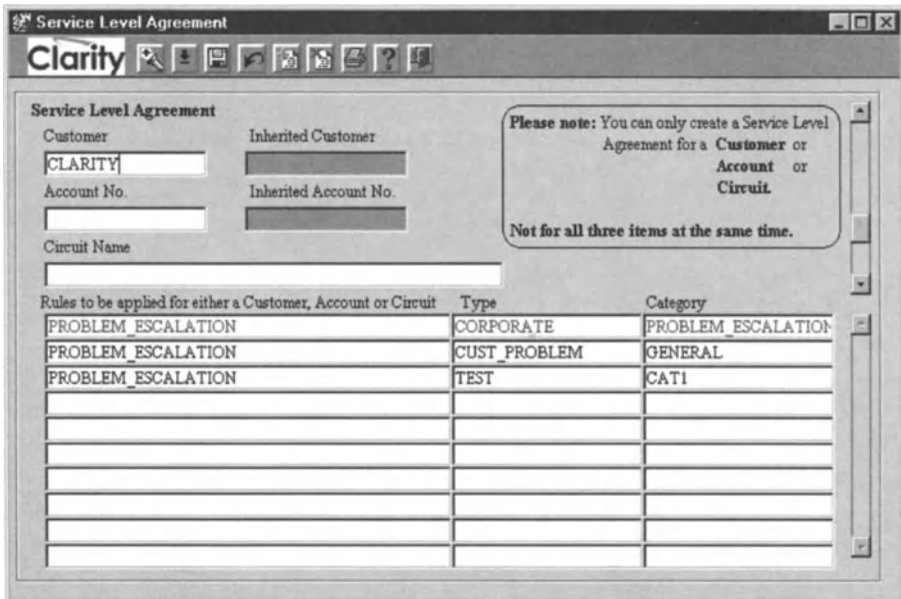 Service Level Agreement
Clarity
Service Level Agreement
Customer Inherited Customer
CLARITY
Account No. Inherited Account No.
Circuit Name
Please note: You can only create a Service Level
Agreement for a Customer or
Account or
Circuit.
Not for all three items at the same time.
Rules to be applied for either a Customer, Account or Circuit Type Category
PROBLEM_ESCALATION CORPORATE PROBLEM_ESCALATION
PROBLEM_ESCALATION CUST_PROBLEM GENERAL
PROBLEM_ESCALATION TEST CAT1